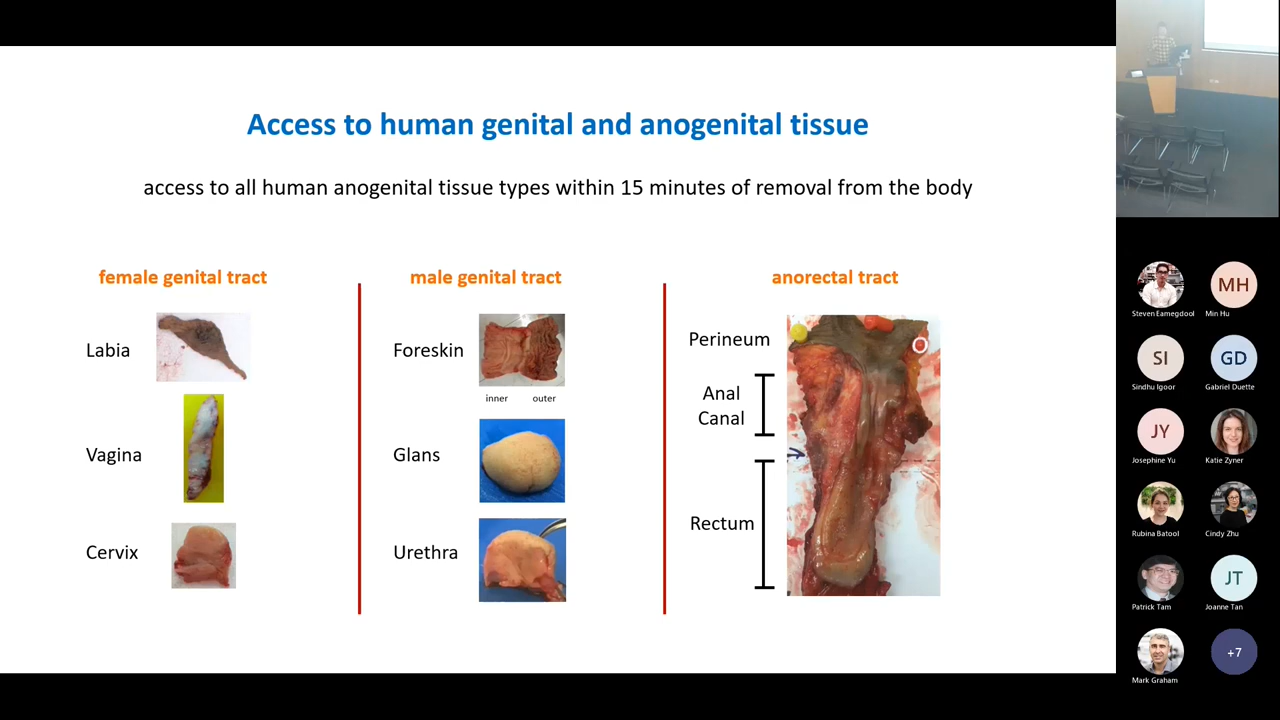 Access to human genital and anogenital tissue
access to all human anogenital tissue types within 15 minutes of removal from the body
female genital tract
Labia
Vagina
Cervix
male genital tract
Foreskin
inner outer
Glans
Urethra
anorectal tract
Perineum
Anal
Canal
Rectum
Steven Eamegdool
MH
Min Hu
SI
Sindhu Igoor
GD
Gabriel Duette
JY
Josephine Yu
Katie Zyner
Rubina Batool
Cindy Zhu
Patrick Tam
JT
Joanne Tan
Mark Graham
+7